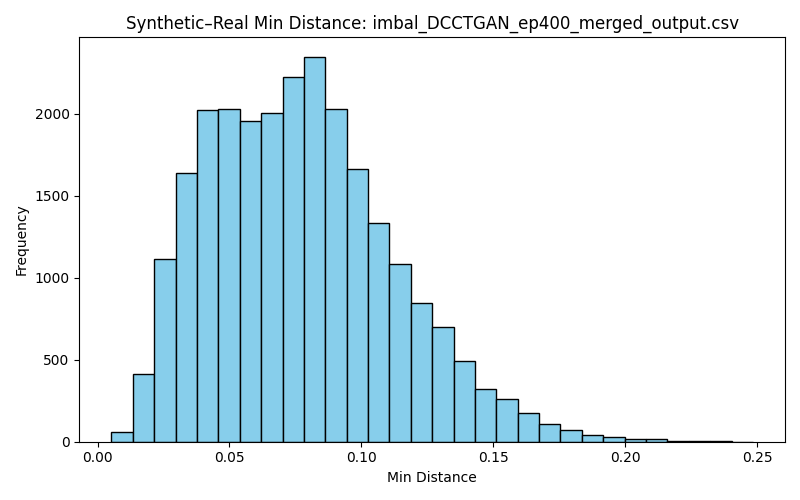 Synthetic–Real Min Distance: imbal_DCCTGAN_ep400_merged_output.csv
Frequency
2000
1500
1000
500
0
0.00 0.05 0.10 0.15 0.20 0.25
Min Distance